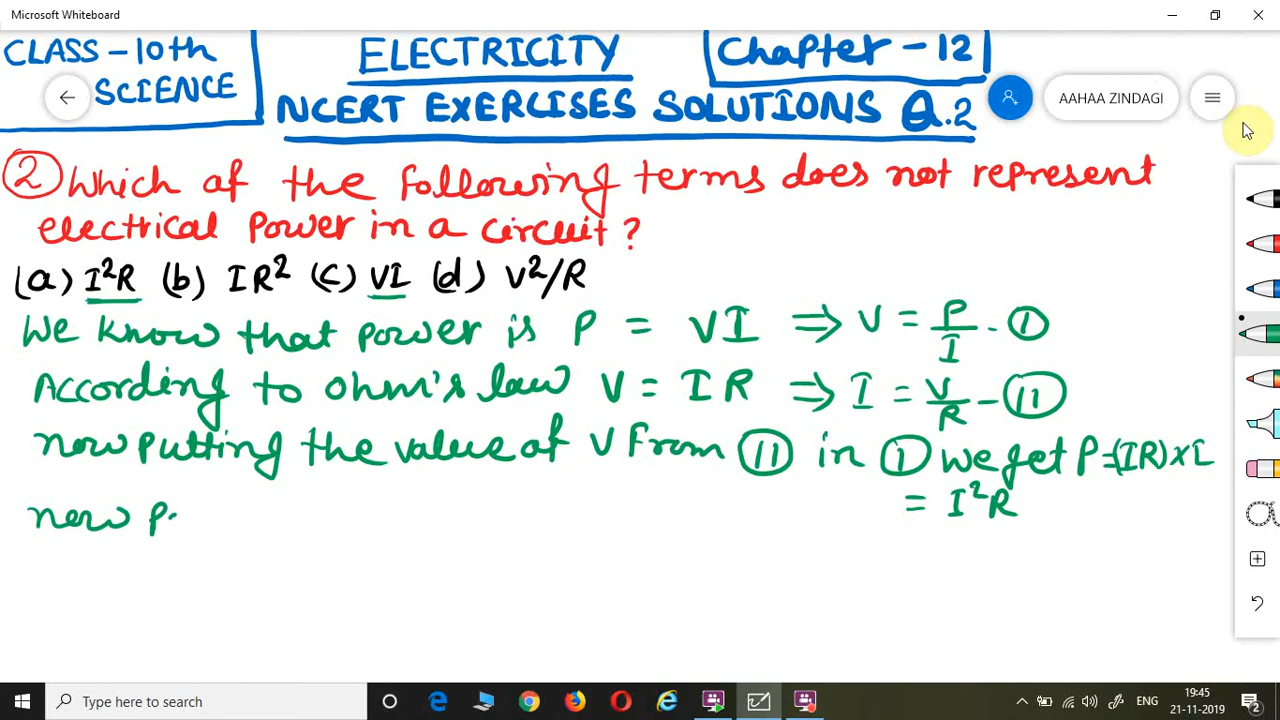 Microsoft Whiteboard
CLASS - 10th
SCIENCE
ELECTRICITY
Chapter - 12
NCERT EXERCISES SOLUTIONS Q.2
AAHAA ZINDAGI
② Which of the following terms does not represent
electrical power in a circuit ?
(a) I²R (b) IR² (c) VI (d) V²/R
We know that power is P = VI ⇒ V = P/I - ①
According to ohm's law V = IR ⇒ I = V/R - ⑪
now putting the value of V from ⑪ in ① we get P=(IR)×I
= I²R
now p
Type here to search
ENG
19:45
21-11-2019
2